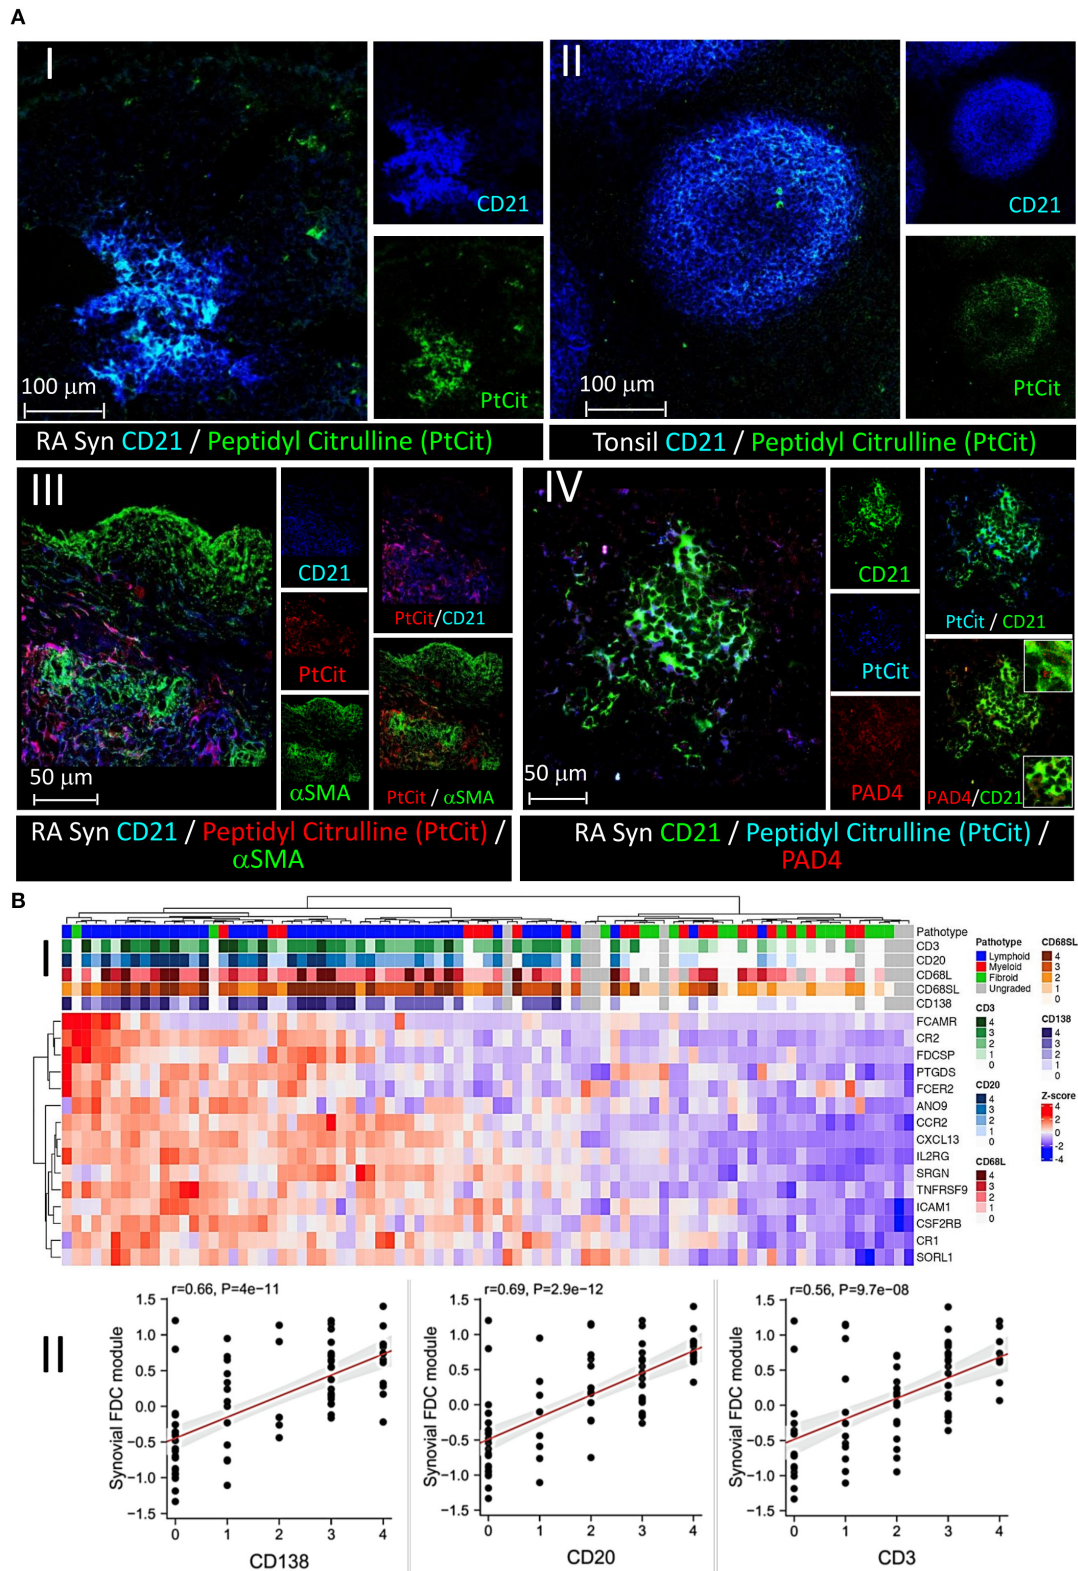 A
I
CD21
PtCit
100 µm
RA Syn CD21 / Peptidyl Citrulline (PtCit)
II
CD21
PtCit
100 µm
Tonsil CD21 / Peptidyl Citrulline (PtCit)
III
CD21
PtCit
αSMA
PtCit/CD21
PtCit / αSMA
50 µm
RA Syn CD21 / Peptidyl Citrulline (PtCit) /
αSMA
IV
CD21
PtCit
PAD4
PtCit / CD21
PAD4/CD21
50 µm
RA Syn CD21 / Peptidyl Citrulline (PtCit) /
PAD4
B
I
Pathotype
CD3
CD20
CD68L
CD68SL
CD138
FCAMR
CR2
FDCSP
PTGDS
FCER2
ANO9
CCR2
CXCL13
IL2RG
SRGN
TNFRSF9
ICAM1
CSF2RB
CR1
SORL1
Pathotype
Lymphoid
Myeloid
Fibroid
Ungraded
CD3
4
3
2
1
0
CD20
4
3
2
1
0
CD68L
4
3
2
1
0
CD68SL
4
3
2
1
0
CD138
4
3
2
1
0
Z-score
4
2
0
-2
-4
II
r=0.66, P=4e-11
Synovial FDC module
1.5
1.0
0.5
0.0
−0.5
−1.0
−1.5
0 1 2 3 4
CD138
r=0.69, P=2.9e-12
Synovial FDC module
1.5
1.0
0.5
0.0
−0.5
−1.0
−1.5
0 1 2 3 4
CD20
r=0.56, P=9.7e-08
Synovial FDC module
1.5
1.0
0.5
0.0
−0.5
−1.0
−1.5
0 1 2 3 4
CD3